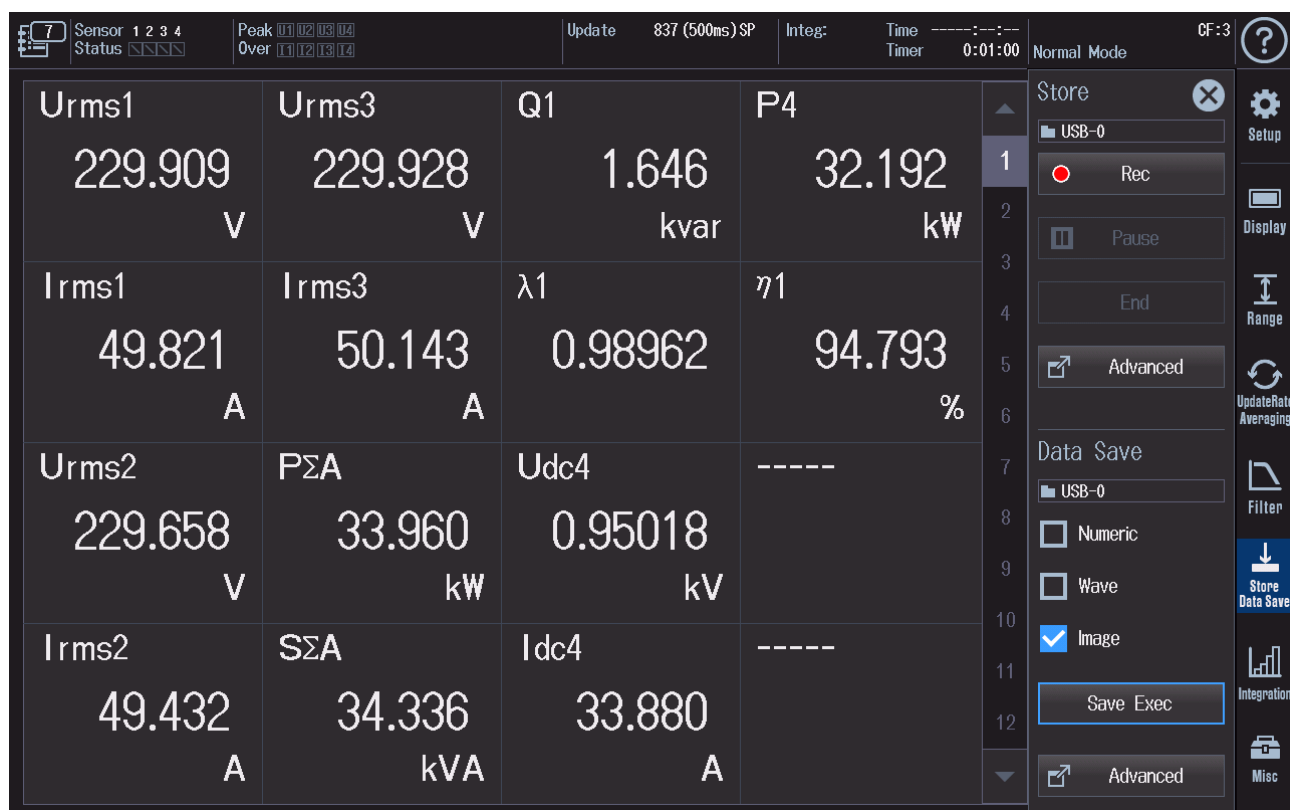 7
Sensor 1 2 3 4
Status
Peak U1 U2 U3 U4
Over I1 I2 I3 I4
Update 837 (500ms) SP
Integ:
Time -----:--:--
Timer 0:01:00
Normal Mode
CF:3
?
Urms1
229.909
V
Urms3
229.928
V
Q1
1.646
kvar
P4
32.192
kW
Irms1
49.821
A
Irms3
50.143
A
λ1
0.98962
η1
94.793
%
Urms2
229.658
V
PΣA
33.960
kW
Udc4
0.95018
kV
-----
Irms2
49.432
A
SΣA
34.336
kVA
Idc4
33.880
A
-----
1
2
3
4
5
6
7
8
9
10
11
12
Store
USB-0
Rec
Pause
End
Advanced
Data Save
USB-0
Numeric
Wave
Image
Save Exec
Advanced
Setup
Display
Range
UpdateRate
Averaging
Filter
Store
Data Save
Integration
Misc